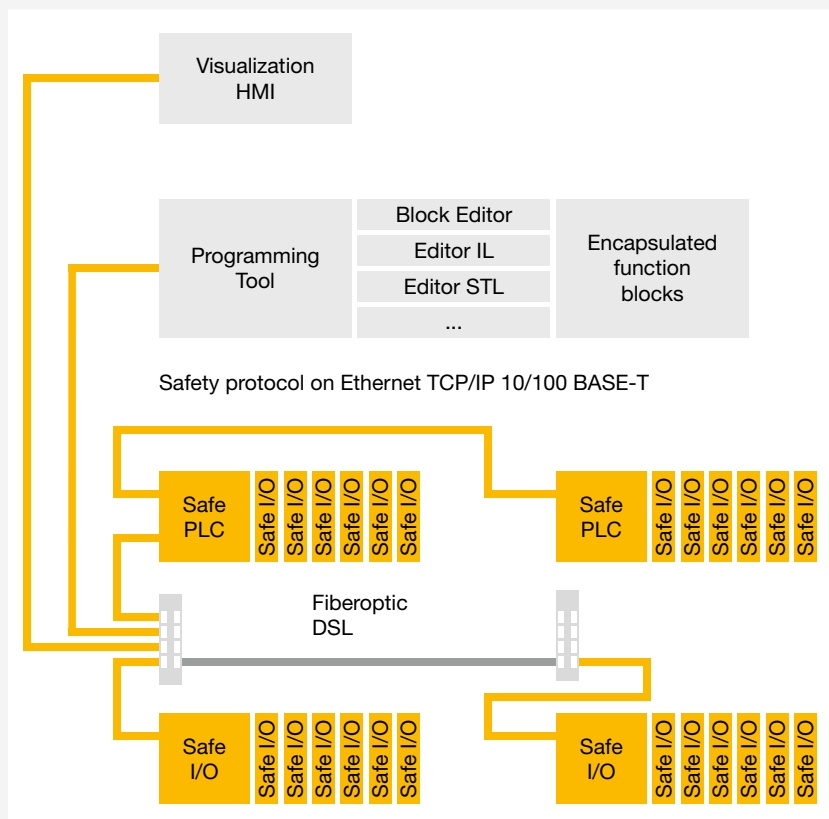 Visualization
HMI
Programming
Tool
Block Editor
Editor IL
Editor STL
...
Encapsulated
function
blocks
Safety protocol on Ethernet TCP/IP 10/100 BASE-T
Safe
PLC
Safe I/O
Safe I/O
Safe I/O
Safe I/O
Safe I/O
Safe I/O
Safe
PLC
Safe I/O
Safe I/O
Safe I/O
Safe I/O
Safe I/O
Safe I/O
Fiberoptic
DSL
Safe
I/O
Safe I/O
Safe I/O
Safe I/O
Safe I/O
Safe I/O
Safe I/O
Safe
I/O
Safe I/O
Safe I/O
Safe I/O
Safe I/O
Safe I/O
Safe I/O